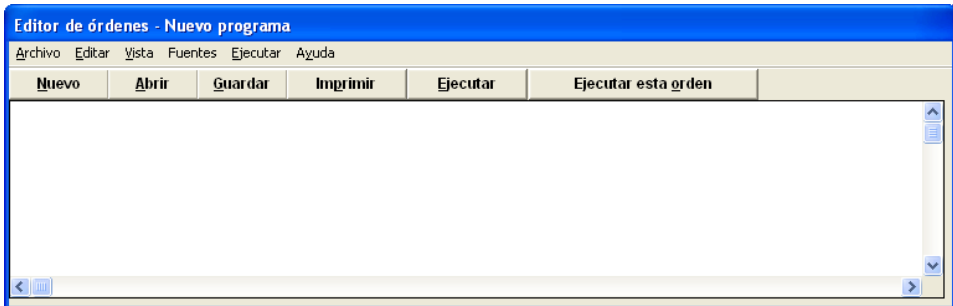 Editor de órdenes - Nuevo programa
Archivo Editar Vista Fuentes Ejecutar Ayuda
Nuevo Abrir Guardar Imprimir Ejecutar Ejecutar esta orden